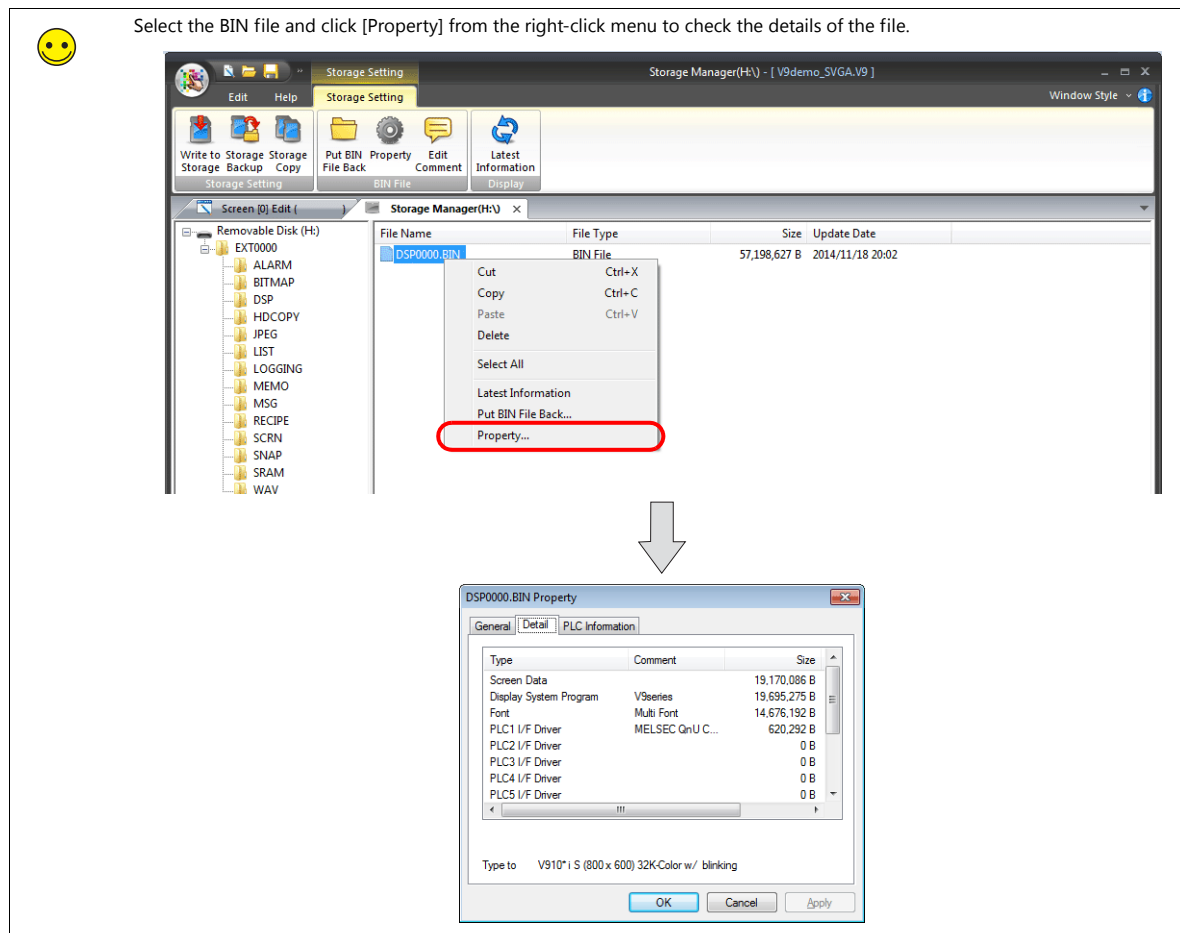 Select the BIN file and click [Property] from the right-click menu to check the details of the file.
Storage Setting
Storage Manager(H:\) - [ V9demo_SVGA.V9 ]
Edit Help Storage Setting Window Style
Write to Storage Storage Put BIN Property Edit Latest
Storage Backup Copy File Back Comment Information
Storage Setting BIN File Display
Screen [0] Edit ( ) Storage Manager(H:\)
Removable Disk (H:) File Name File Type Size Update Date
EXT0000 DSP0000.BIN BIN File 57,198,627 B 2014/11/18 20:02
ALARM
BITMAP
DSP
HDCOPY
JPEG
LIST
LOGGING
MEMO
MSG
RECIPE
SCRN
SNAP
SRAM
WAV
Cut Ctrl+X
Copy Ctrl+C
Paste Ctrl+V
Delete
Select All
Latest Information
Put BIN File Back...
Property...
DSP0000.BIN Property
General Detail PLC Information
Type Comment Size
Screen Data 19,170,086 B
Display System Program V9series 19,695,275 B
Font Multi Font 14,676,192 B
PLC1 I/F Driver MELSEC QnU C... 620,292 B
PLC2 I/F Driver 0 B
PLC3 I/F Driver 0 B
PLC4 I/F Driver 0 B
PLC5 I/F Driver 0 B
Type to V910* i S (800 x 600) 32K-Color w/ blinking
OK Cancel Apply